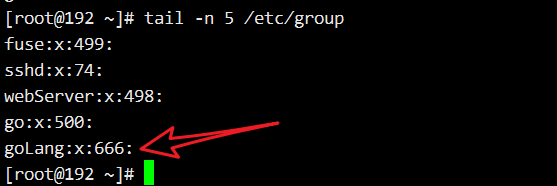 [root@192 ~]# tail -n 5 /etc/group
fuse:x:499:
sshd:x:74:
webServer:x:498:
go:x:500:
goLang:x:666:
[root@192 ~]#